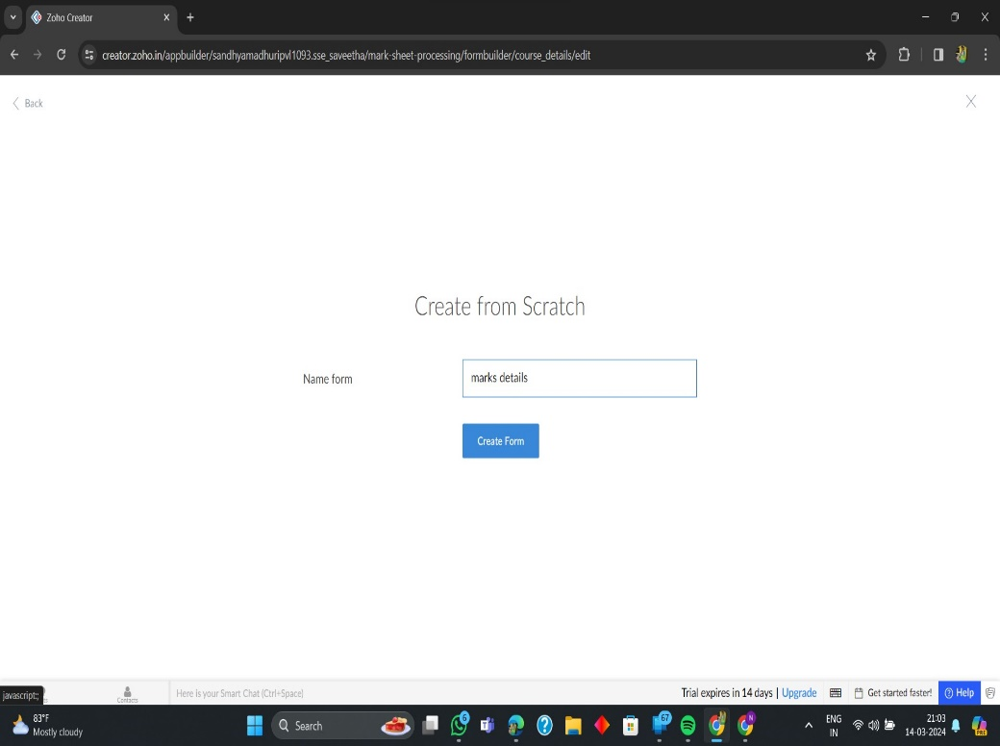 Zoho Creator
creator.zoho.in/appbuilder/sandhyamadhuripvl1093.sse_saveetha/mark-sheet-processing/formbuilder/course_details/edit
Back
Create from Scratch
Name form
marks details
Create Form
javascript:;
Contacts
Here is your Smart Chat (Ctrl+Space)
Trial expires in 14 days | Upgrade
Get started faster!
Help
83°F
Mostly cloudy
Search
6
67
N
ENG
IN
21:03
14-03-2024
PRE